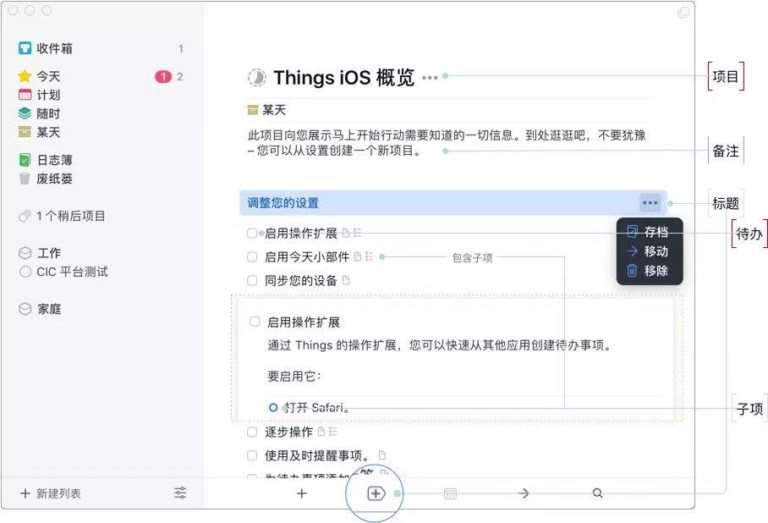 收件箱 1
今天 1 2
计划
随时
某天
日志簿
废纸篓
1 个稍后项目
工作
CIC 平台测试
家庭
新建列表
Things iOS 概览
某天
此项目向您展示马上开始行动需要知道的一切信息。到处逛逛吧，不要犹豫
– 您可以从设置创建一个新项目。
调整您的设置
存档
移动
移除
启用操作扩展
启用今天小部件
包含子项
同步您的设备
启用操作扩展
通过 Things 的操作扩展，您可以快速从其他应用创建待办事项。
要启用它：
打开 Safari。
逐步操作
使用及时提醒事项。
项目
备注
标题
待办
子项